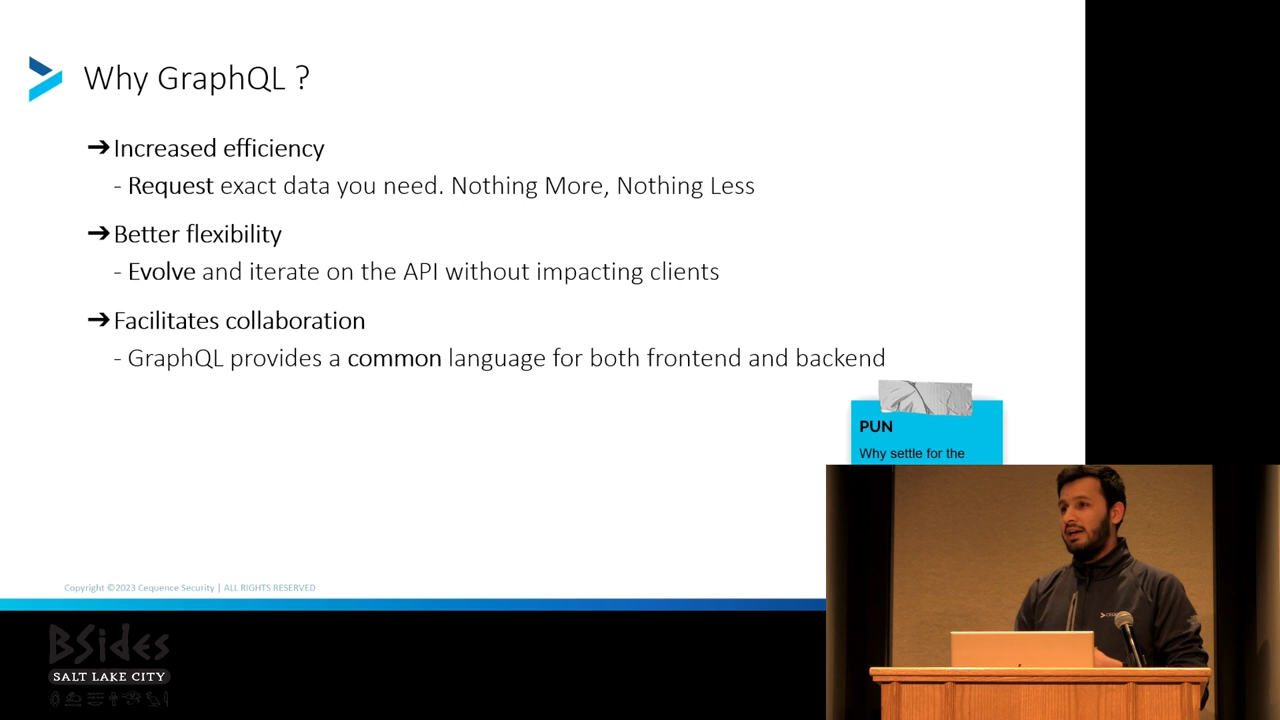 Why GraphQL ?
➔Increased efficiency
- Request exact data you need. Nothing More, Nothing Less
➔Better flexibility
- Evolve and iterate on the API without impacting clients
➔Facilitates collaboration
- GraphQL provides a common language for both frontend and backend
PUN
Why settle for the
Copyright ©2023 Cequence Security | ALL RIGHTS RESERVED
BSides
SALT LAKE CITY